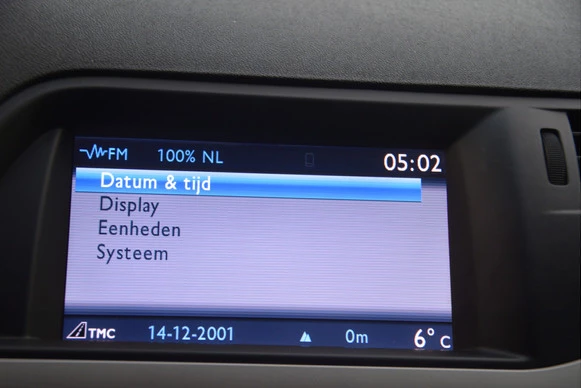 FM 100% NL 05:02
Datum & tijd
Display
Eenheden
Systeem
TMC 14-12-2001 0m 6° C